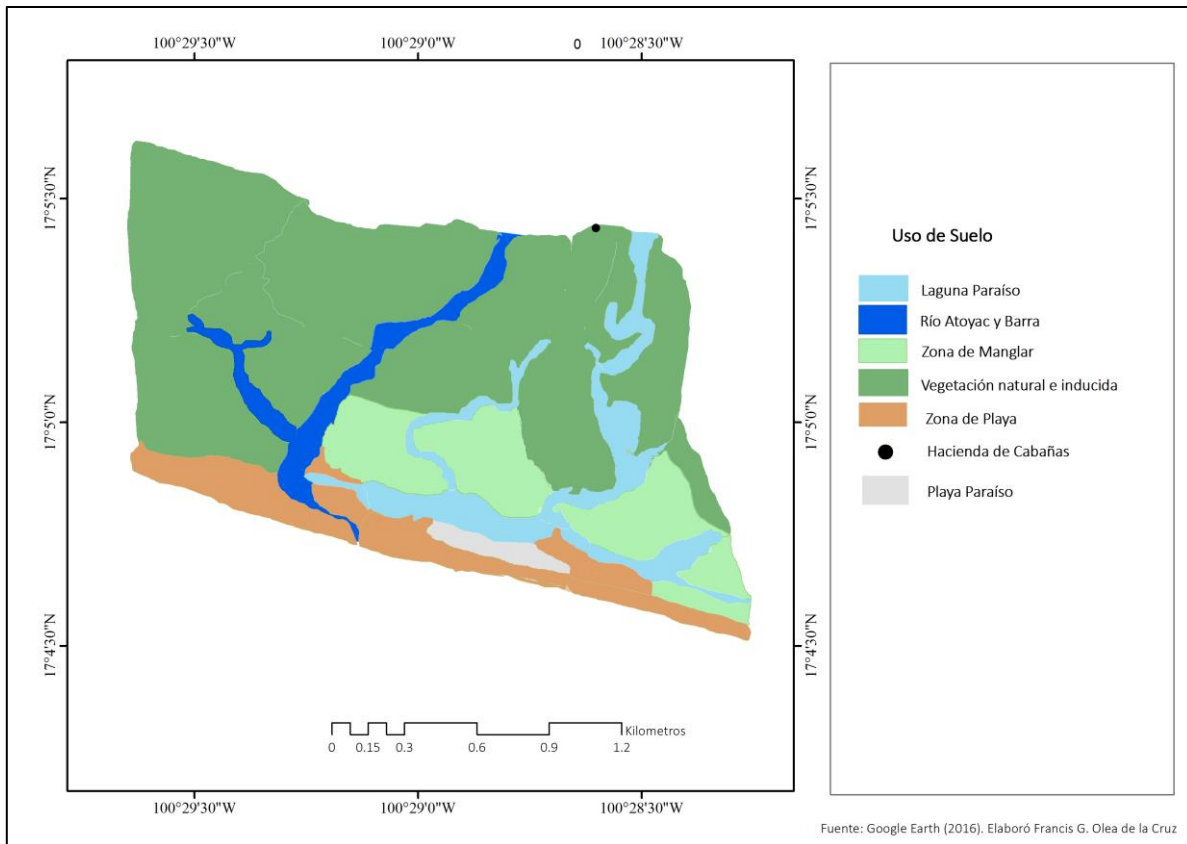 100°29'30"W 100°29'0"W 0 100°28'30"W
17°5'30"N 17°5'30"N
17°5'0"N 17°5'0"N
17°4'30"N 17°4'30"N
Uso de Suelo
Laguna Paraíso
Río Atoyac y Barra
Zona de Manglar
Vegetación natural e inducida
Zona de Playa
Hacienda de Cabañas
Playa Paraíso
Kilometros
0 0.15 0.3 0.6 0.9 1.2
100°29'30"W 100°29'0"W 100°28'30"W
Fuente: Google Earth (2016). Elaboró Francis G. Olea de la Cruz